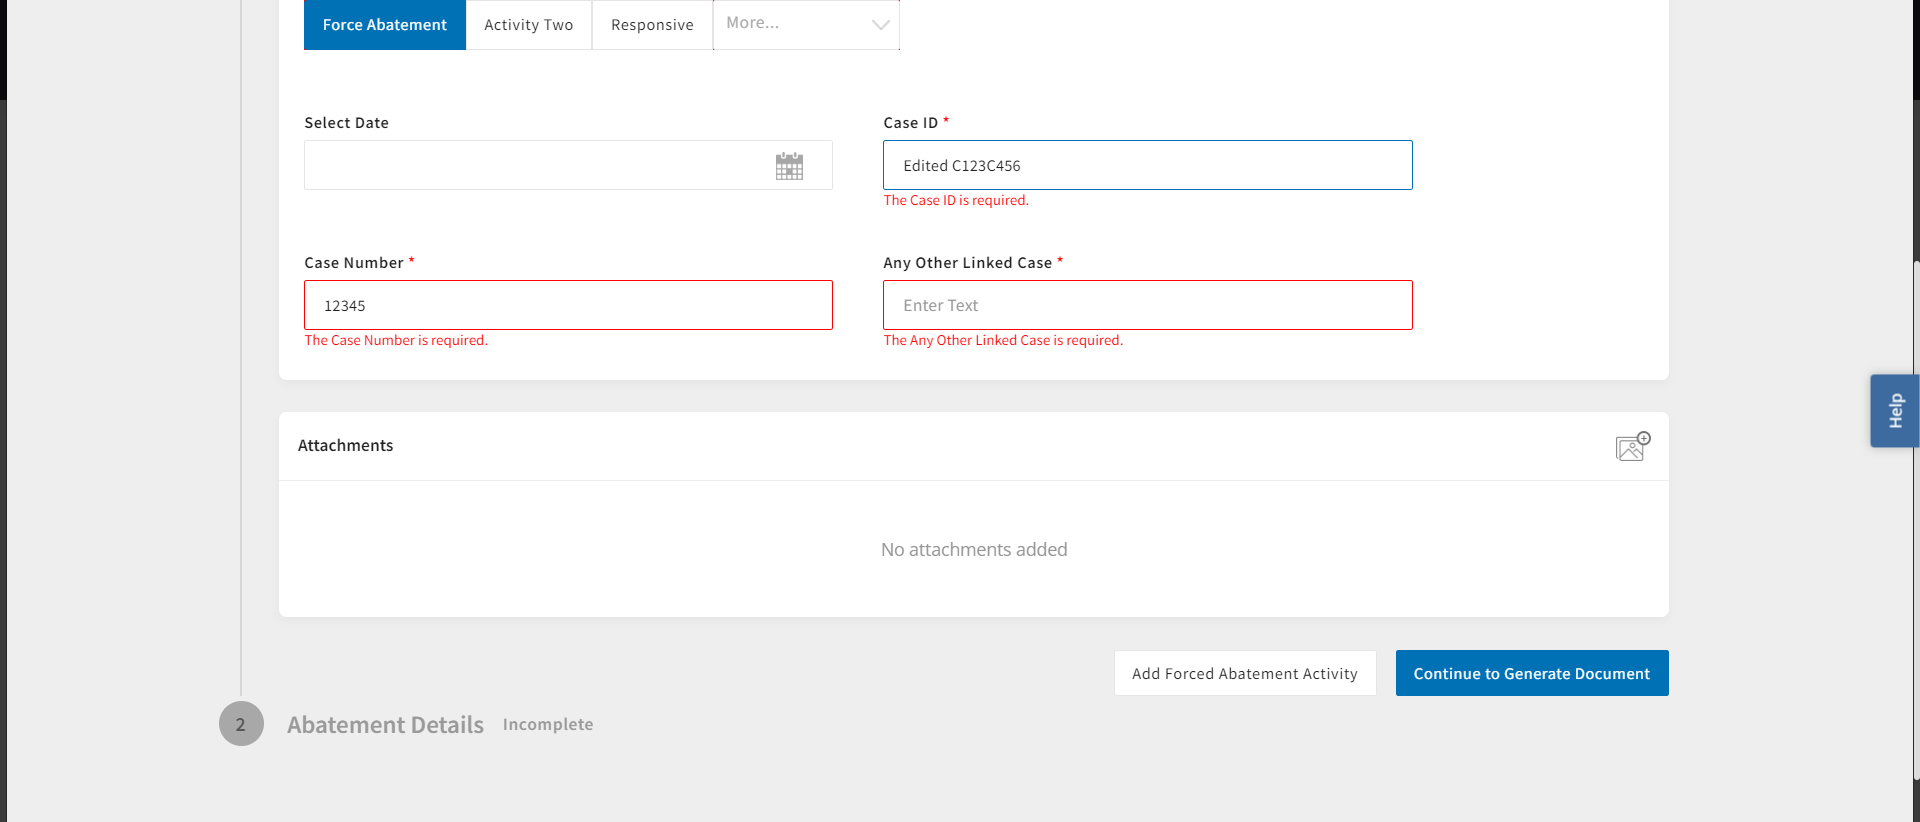 Force Abatement
Activity Two
Responsive
More...
Select Date
Case ID *
Edited C123C456
The Case ID is required.
Case Number *
Any Other Linked Case *
12345
Enter Text
The Case Number is required.
The Any Other Linked Case is required.
Help
Attachments
No attachments added
Add Forced Abatement Activity
Continue to Generate Document
2
Abatement Details
Incomplete